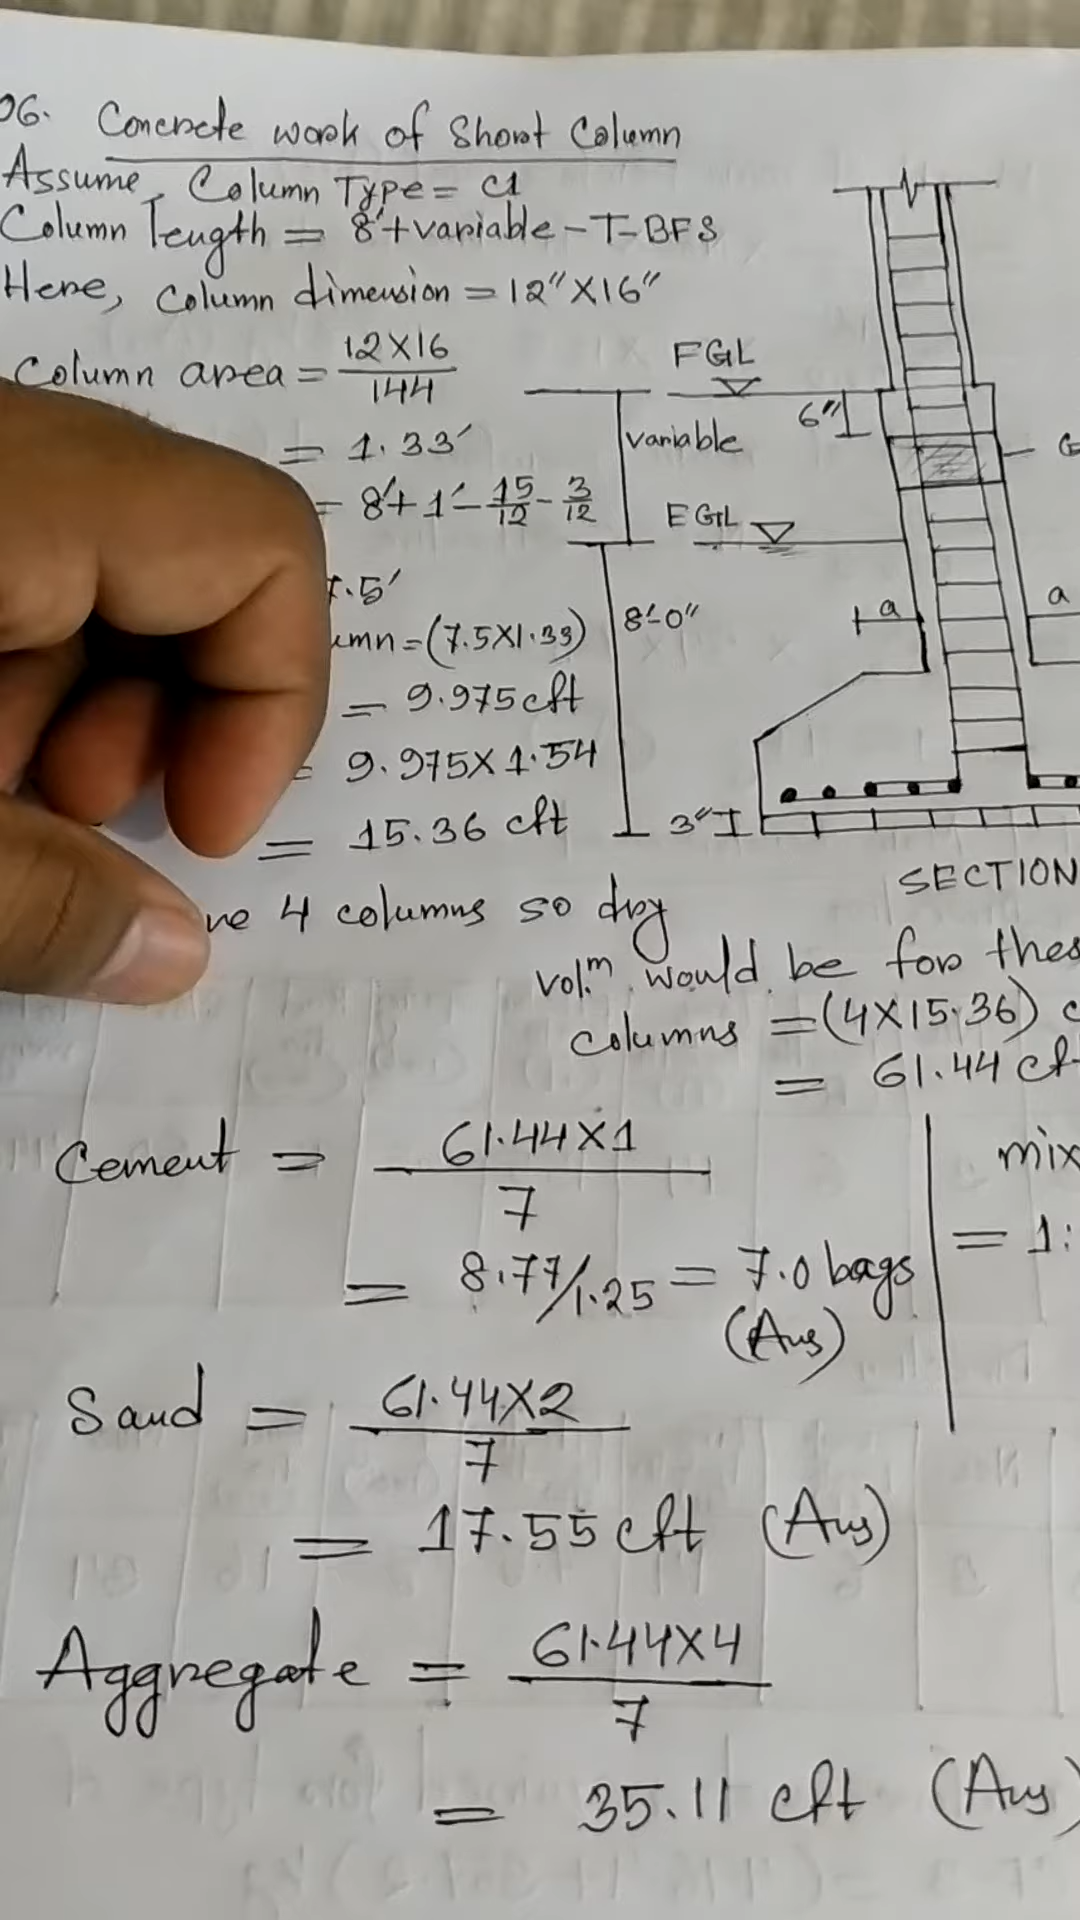 06. Concrete work of Short Column
Assume, Column Type = C1
Column length = 8'+variable-T-BFS
Here, column dimension = 12"X16"
Column area = 12X16/144
= 1.33'
= 8'+1'-15/12-3/12
7.5'
= (7.5X1.33)
= 9.975 cft
= 9.975X1.54
= 15.36 cft
4 columns so dry
vol.m would be for
columns = (4X15.36)
= 61.44 cft
Cement = 61.44X1/7
= 8.77/1.25 = 7.0 bags
(Ans)
mix
= 1:
Sand = 61.44X2/7
= 17.55 cft (Ans)
Aggregate = 61.44X4/7
= 35.11 cft (Ans)
FGL
6"
variable
G
EGL
8'-0"
a
a
3"
SECTION